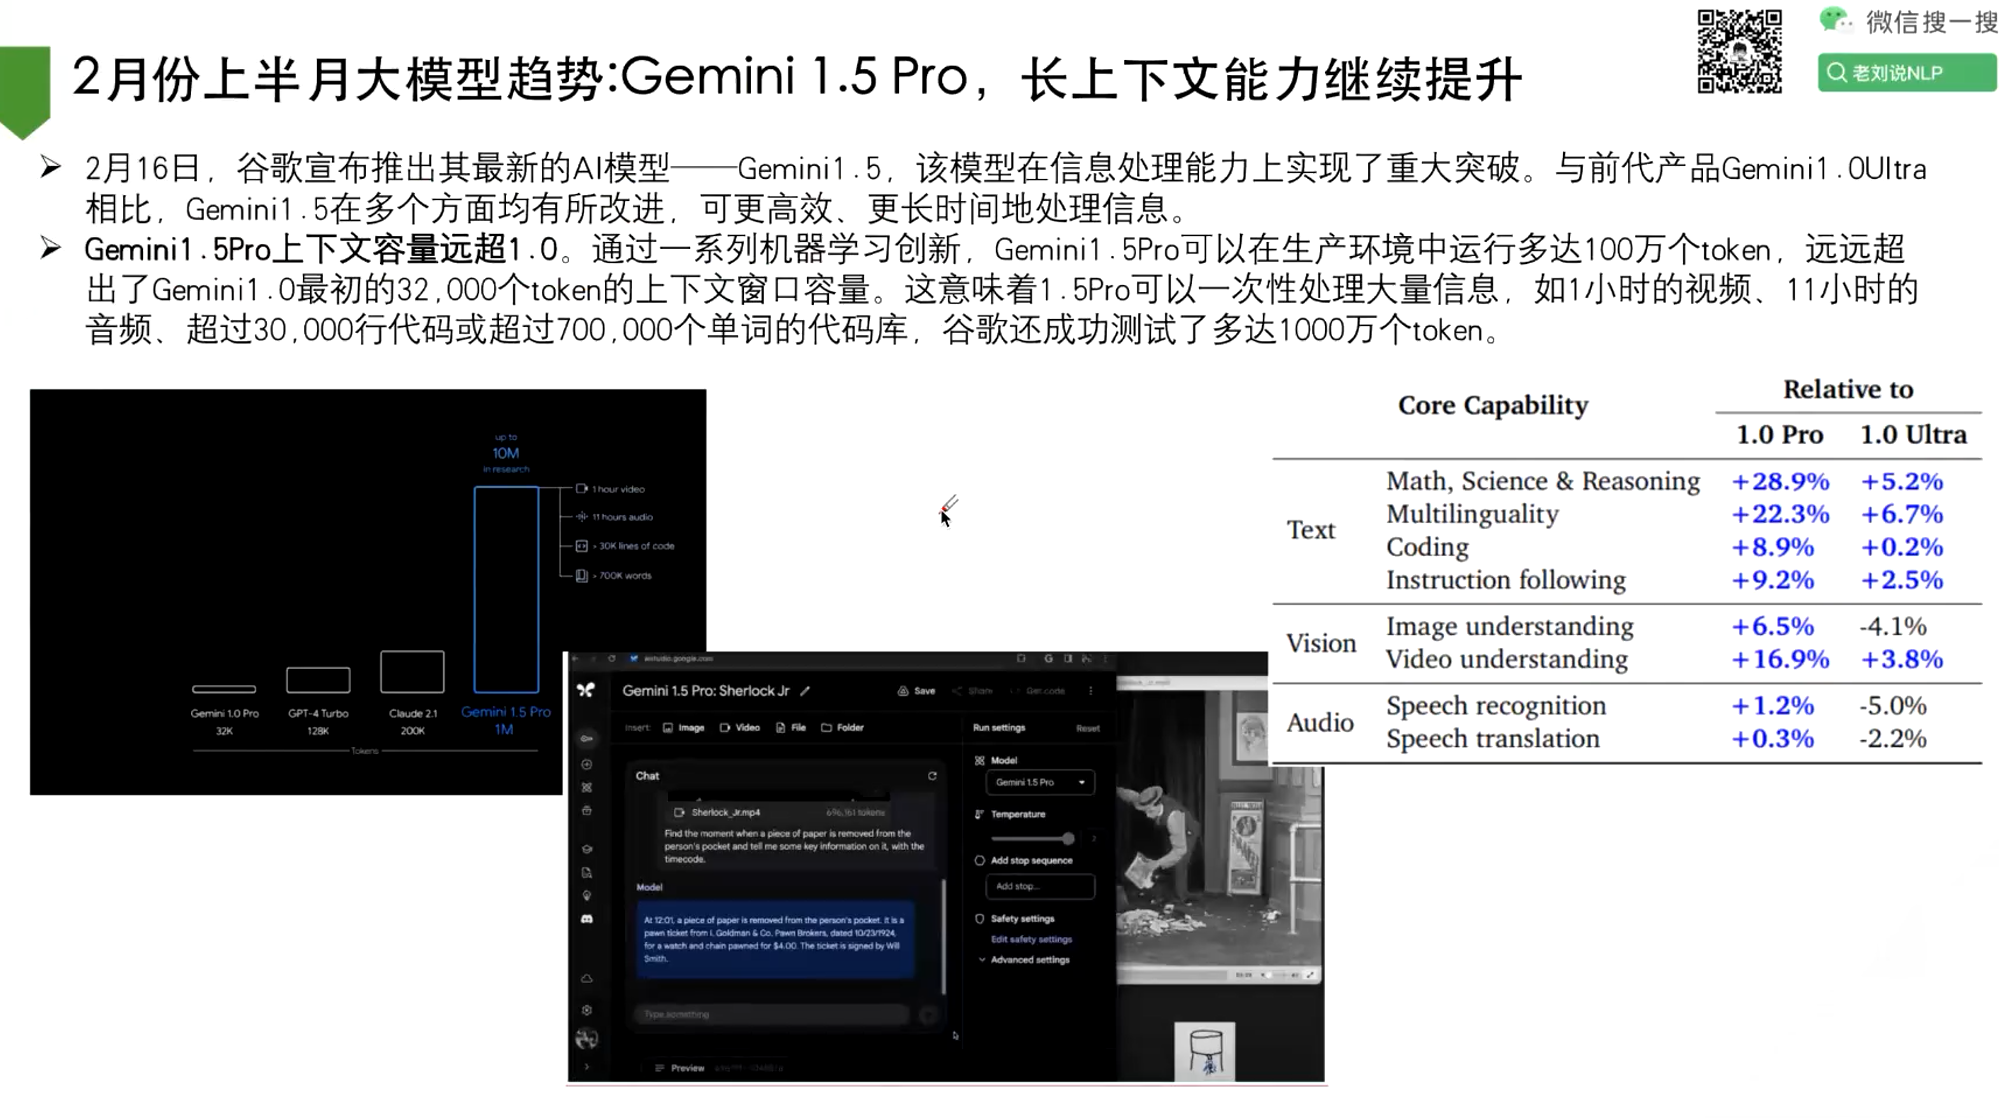 微信搜一搜
老刘说NLP
2月份上半月大模型趋势:Gemini 1.5 Pro，长上下文能力继续提升
2月16日，谷歌宣布推出其最新的AI模型——Gemini1.5，该模型在信息处理能力上实现了重大突破。与前代产品Gemini1.0Ultra
相比，Gemini1.5在多个方面均有所改进，可更高效、更长时间地处理信息。
Gemini1.5Pro上下文容量远超1.0。通过一系列机器学习创新，Gemini1.5Pro可以在生产环境中运行多达100万个token，远远超
出了Gemini1.0最初的32,000个token的上下文窗口容量。这意味着1.5Pro可以一次性处理大量信息，如1小时的视频、11小时的
音频、超过30,000行代码或超过700,000个单词的代码库，谷歌还成功测试了多达1000万个token。
up to
10M
in research
1 hour video
11 hours audio
> 30K lines of code
> 700K words
Gemini 1.0 Pro GPT-4 Turbo Claude 2.1 Gemini 1.5 Pro
32K 128K 200K 1M
Tokens
Core Capability Relative to
1.0 Pro 1.0 Ultra
Text
Math, Science & Reasoning +28.9% +5.2%
Multilinguality +22.3% +6.7%
Coding +8.9% +0.2%
Instruction following +9.2% +2.5%
Vision
Image understanding +6.5% -4.1%
Video understanding +16.9% +3.8%
Audio
Speech recognition +1.2% -5.0%
Speech translation +0.3% -2.2%
Gemini 1.5 Pro: Sherlock Jr Save Share Get code
Insert: Image Video File Folder
Run settings Reset
Chat
Sherlock_Jr.mp4 696,161 tokens
Find the moment when a piece of paper is removed from the
person's pocket and tell me some key information on it, with the
timecode.
Model
At 12:01, a piece of paper is removed from the person's pocket. It is a
pawn ticket from I. Goldman & Co. Pawn Brokers, dated 10/23/1924,
for a watch and chain pawned for $4.00. The ticket is signed by Will
Smith.
Type something
Preview
Model
Gemini 1.5 Pro
Temperature
2
Add stop sequence
Add stop...
Safety settings
Edit safety settings
Advanced settings